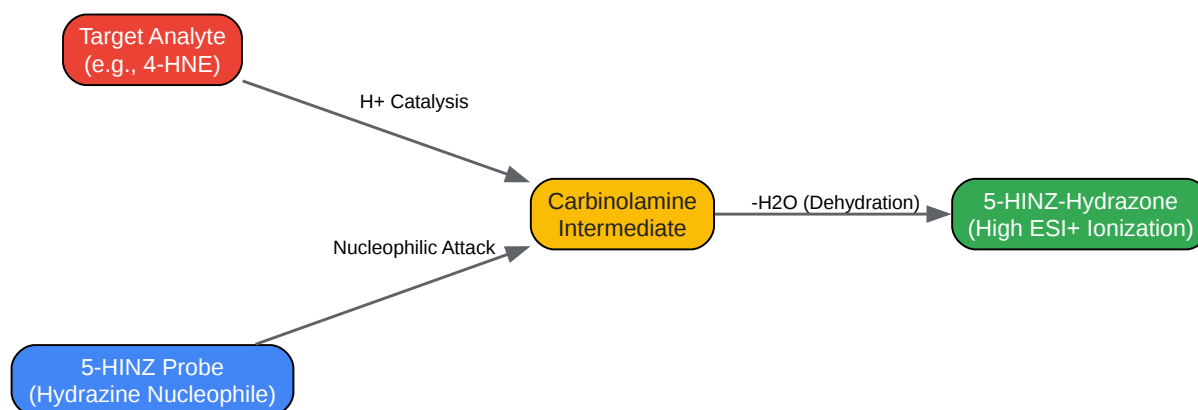 Target Analyte
(e.g., 4-HNE)
H+ Catalysis
Carbinolamine
Intermediate
-H2O (Dehydration)
5-HINZ-Hydrazone
(High ESI+ Ionization)
Nucleophilic Attack
5-HINZ Probe
(Hydrazine Nucleophile)